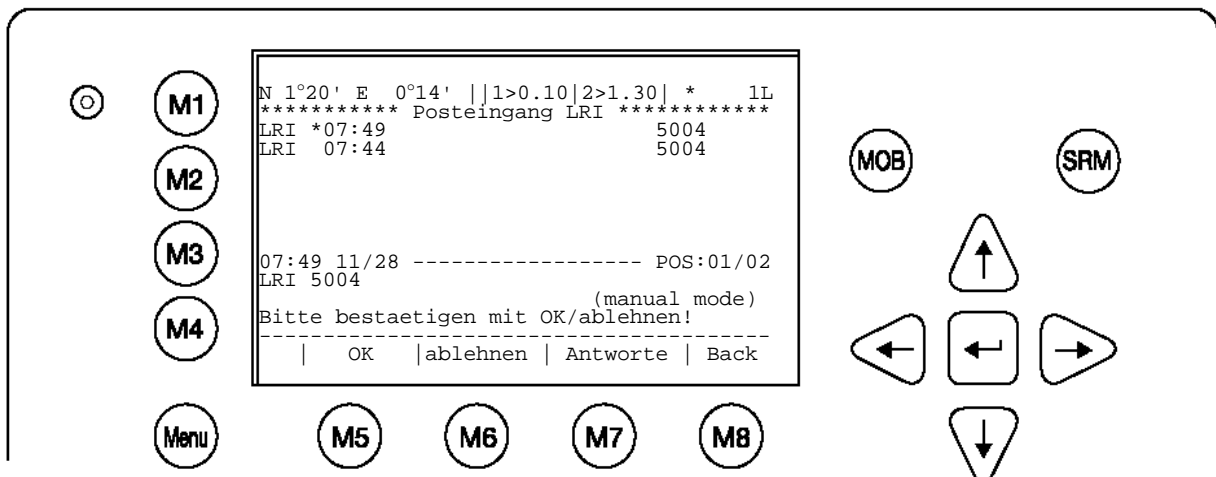 M1
M2
M3
M4
Menu
N 1°20' E 0°14' ||1>0.10|2>1.30| * 1L
*********** Posteingang LRI ************
LRI *07:49 5004
LRI 07:44 5004
07:49 11/28 ------------------ POS:01/02
LRI 5004
(manual mode)
Bitte bestaetigen mit OK/ablehnen!
----------------------------------------
| OK |ablehnen | Antworte | Back
M5 M6 M7 M8
MOB SRM